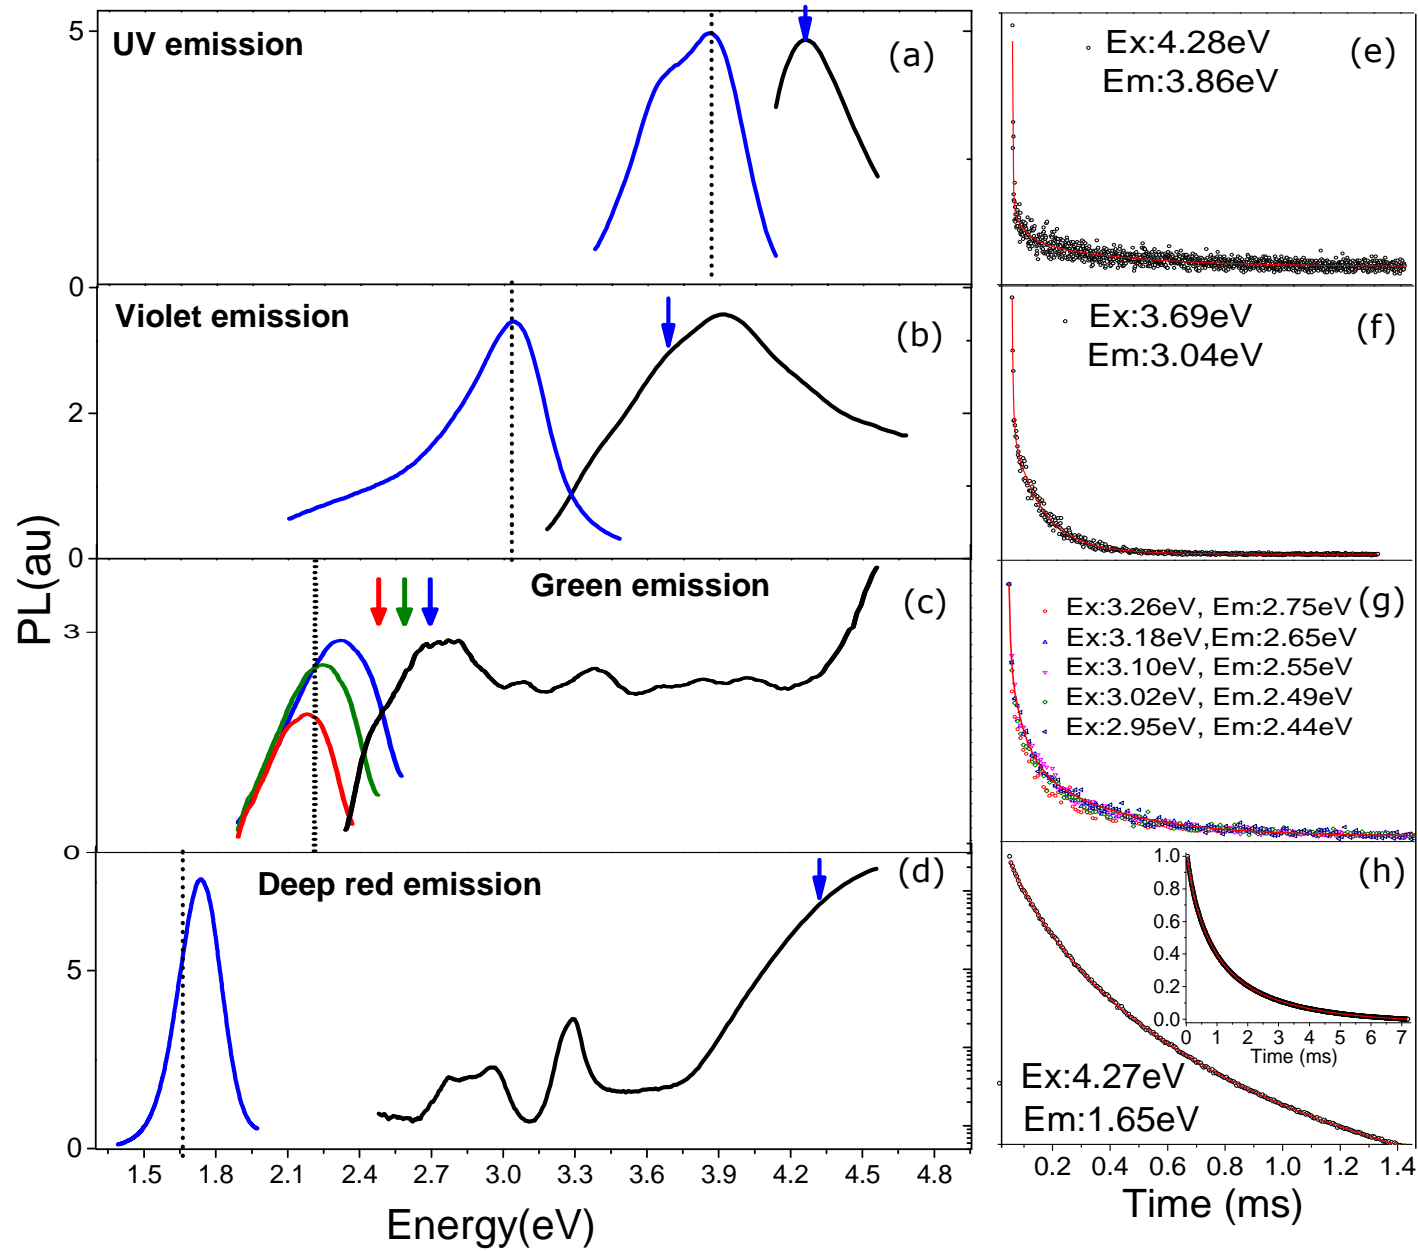 UV emission
(a)
5
0
Violet emission
(b)
2
0
Green emission
(c)
3
0
Deep red emission
(d)
5
0
PL(au)
1.5 1.8 2.1 2.4 2.7 3.0 3.3 3.6 3.9 4.2 4.5 4.8
Energy(eV)
Ex:4.28eV
(e)
Em:3.86eV
Ex:3.69eV
(f)
Em:3.04eV
(g)
Ex:3.26eV, Em:2.75eV
Ex:3.18eV,Em:2.65eV
Ex:3.10eV, Em:2.55eV
Ex:3.02eV, Em:2.49eV
Ex:2.95eV, Em:2.44eV
(h)
1.0
0.8
0.6
0.4
0.2
0.0
0 1 2 3 4 5 6 7
Time (ms)
Ex:4.27eV
Em:1.65eV
0.2 0.4 0.6 0.8 1.0 1.2 1.4
Time (ms)